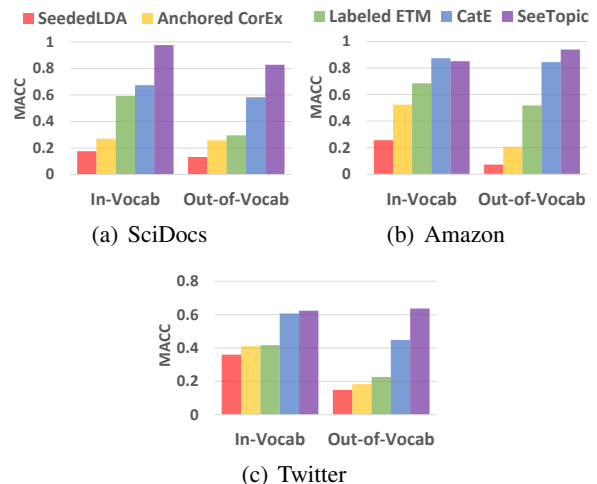 SeededLDA Anchored CorEx Labeled ETM CatE SeeTopic
MACC
1
0.8
0.6
0.4
0.2
0
In-Vocab Out-of-Vocab
(a) SciDocs
MACC
1
0.8
0.6
0.4
0.2
0
In-Vocab Out-of-Vocab
(b) Amazon
MACC
0.8
0.6
0.4
0.2
0
In-Vocab Out-of-Vocab
(c) Twitter